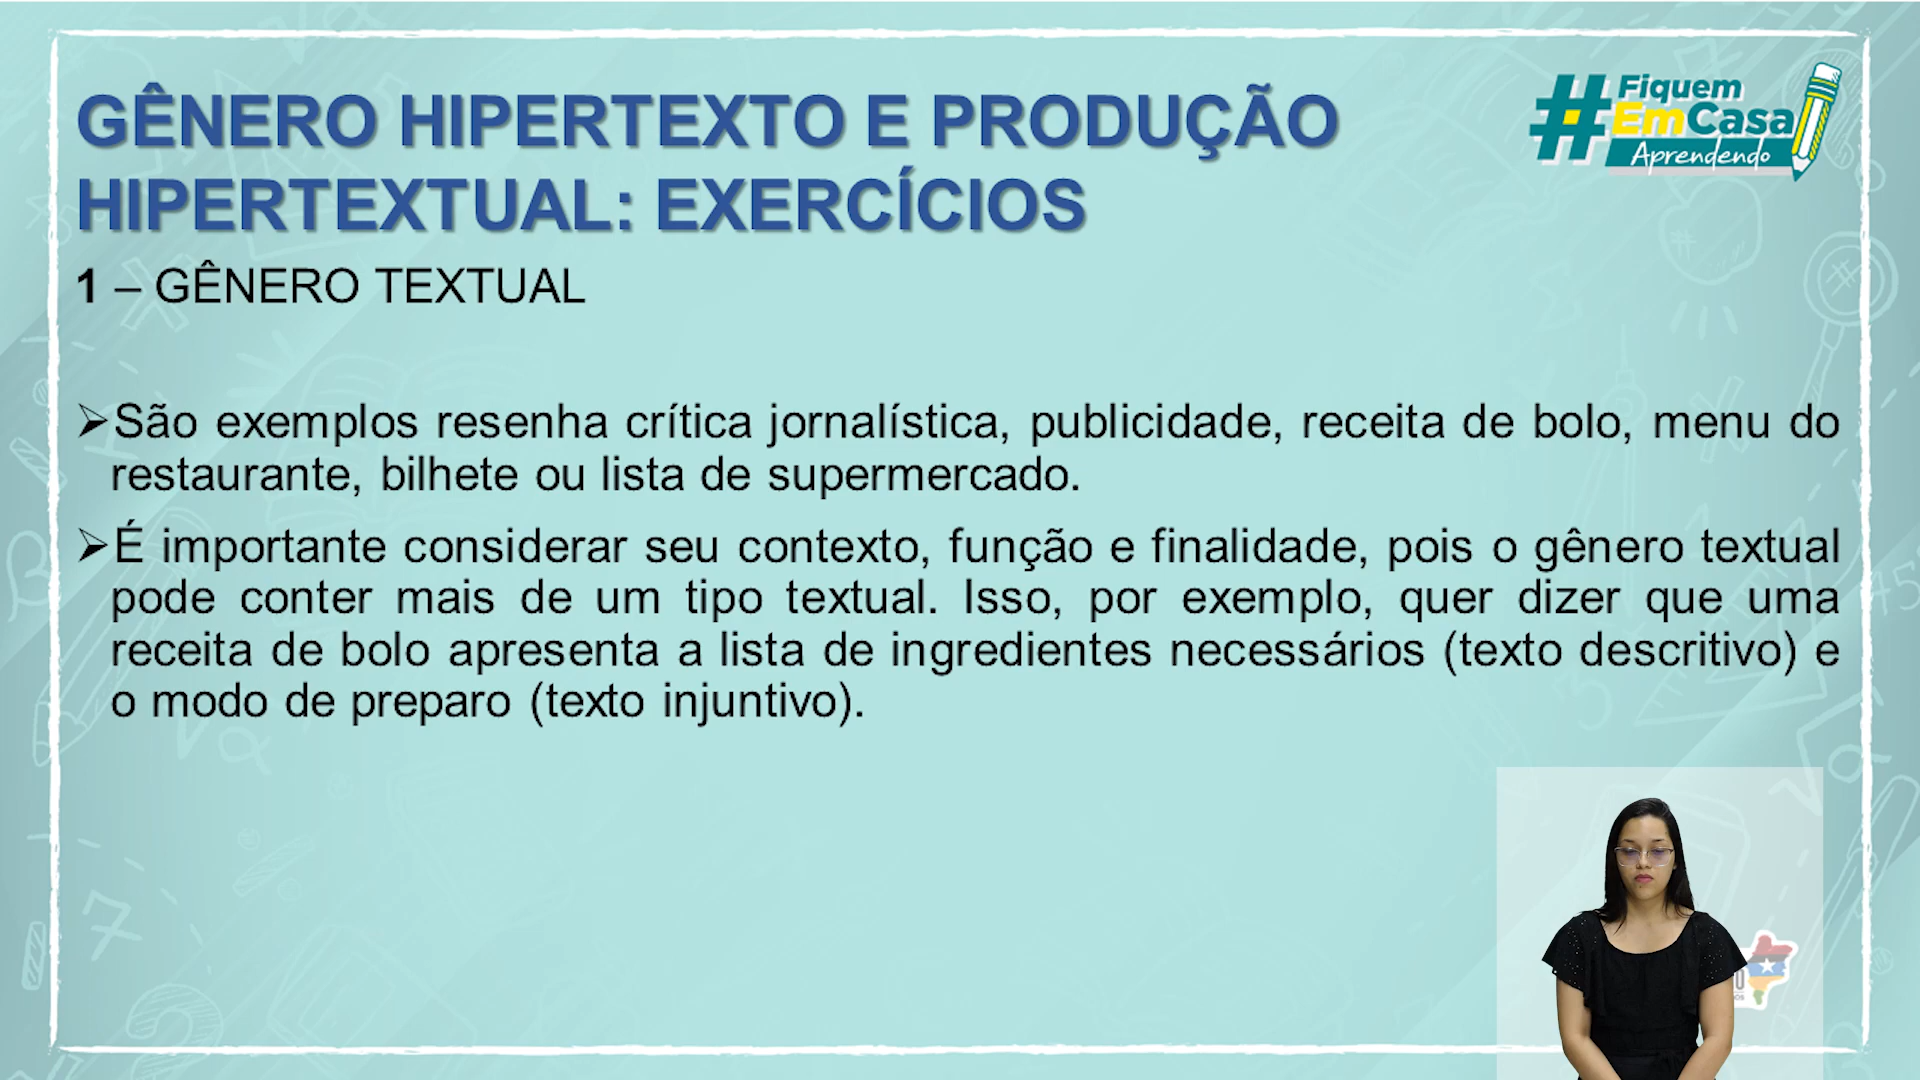 GÊNERO HIPERTEXTO E PRODUÇÃO
HIPERTEXTUAL: EXERCÍCIOS
#Fiquem
EmCasa
Aprendendo
1 – GÊNERO TEXTUAL
➢São exemplos resenha crítica jornalística, publicidade, receita de bolo, menu do
restaurante, bilhete ou lista de supermercado.
➢É importante considerar seu contexto, função e finalidade, pois o gênero textual
pode conter mais de um tipo textual. Isso, por exemplo, quer dizer que uma
receita de bolo apresenta a lista de ingredientes necessários (texto descritivo) e
o modo de preparo (texto injuntivo).